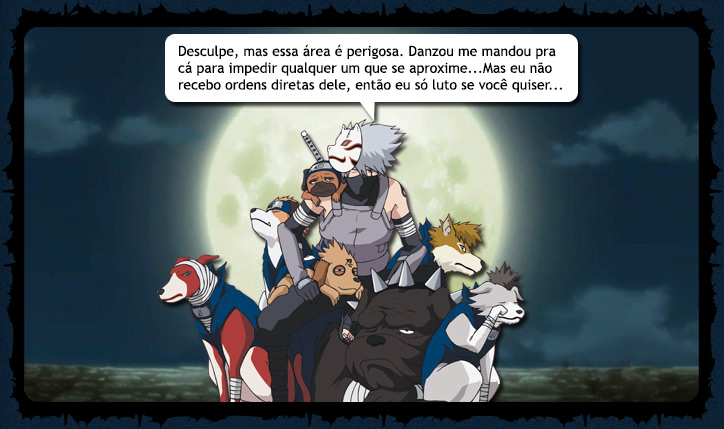 Desculpe, mas essa área é perigosa. Danzou me mandou pra
cá para impedir qualquer um que se aproxime...Mas eu não
recebo ordens diretas dele, então eu só luto se você quiser...